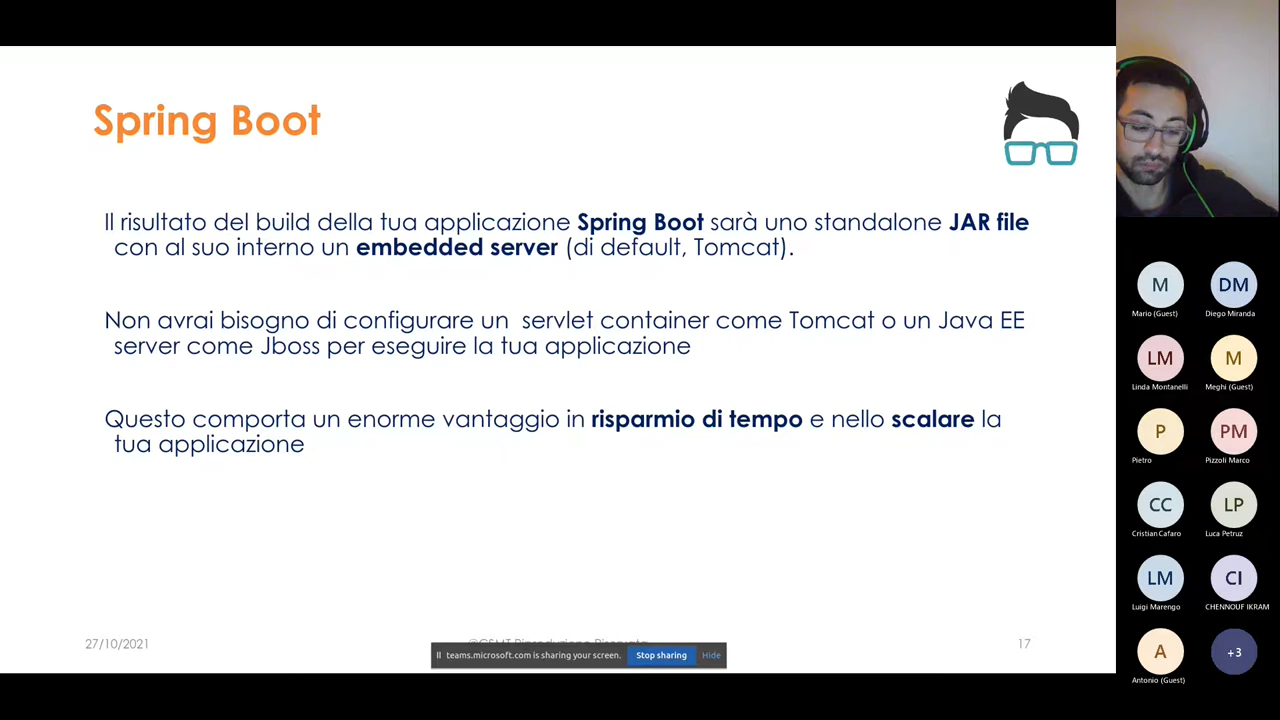 Spring Boot
Il risultato del build della tua applicazione Spring Boot sarà uno standalone JAR file
con al suo interno un embedded server (di default, Tomcat).
Non avrai bisogno di configurare un servlet container come Tomcat o un Java EE
server come Jboss per eseguire la tua applicazione
Questo comporta un enorme vantaggio in risparmio di tempo e nello scalare la
tua applicazione
27/10/2021
17
teams.microsoft.com is sharing your screen. Stop sharing Hide
M DM
Mario (Guest) Diego Miranda
LM M
Linda Montanelli Meghi (Guest)
P PM
Pietro Pizzoli Marco
CC LP
Cristian Cafaro Luca Petruz
LM CI
Luigi Marengo CHENNOUF IKRAM
A +3
Antonio (Guest)